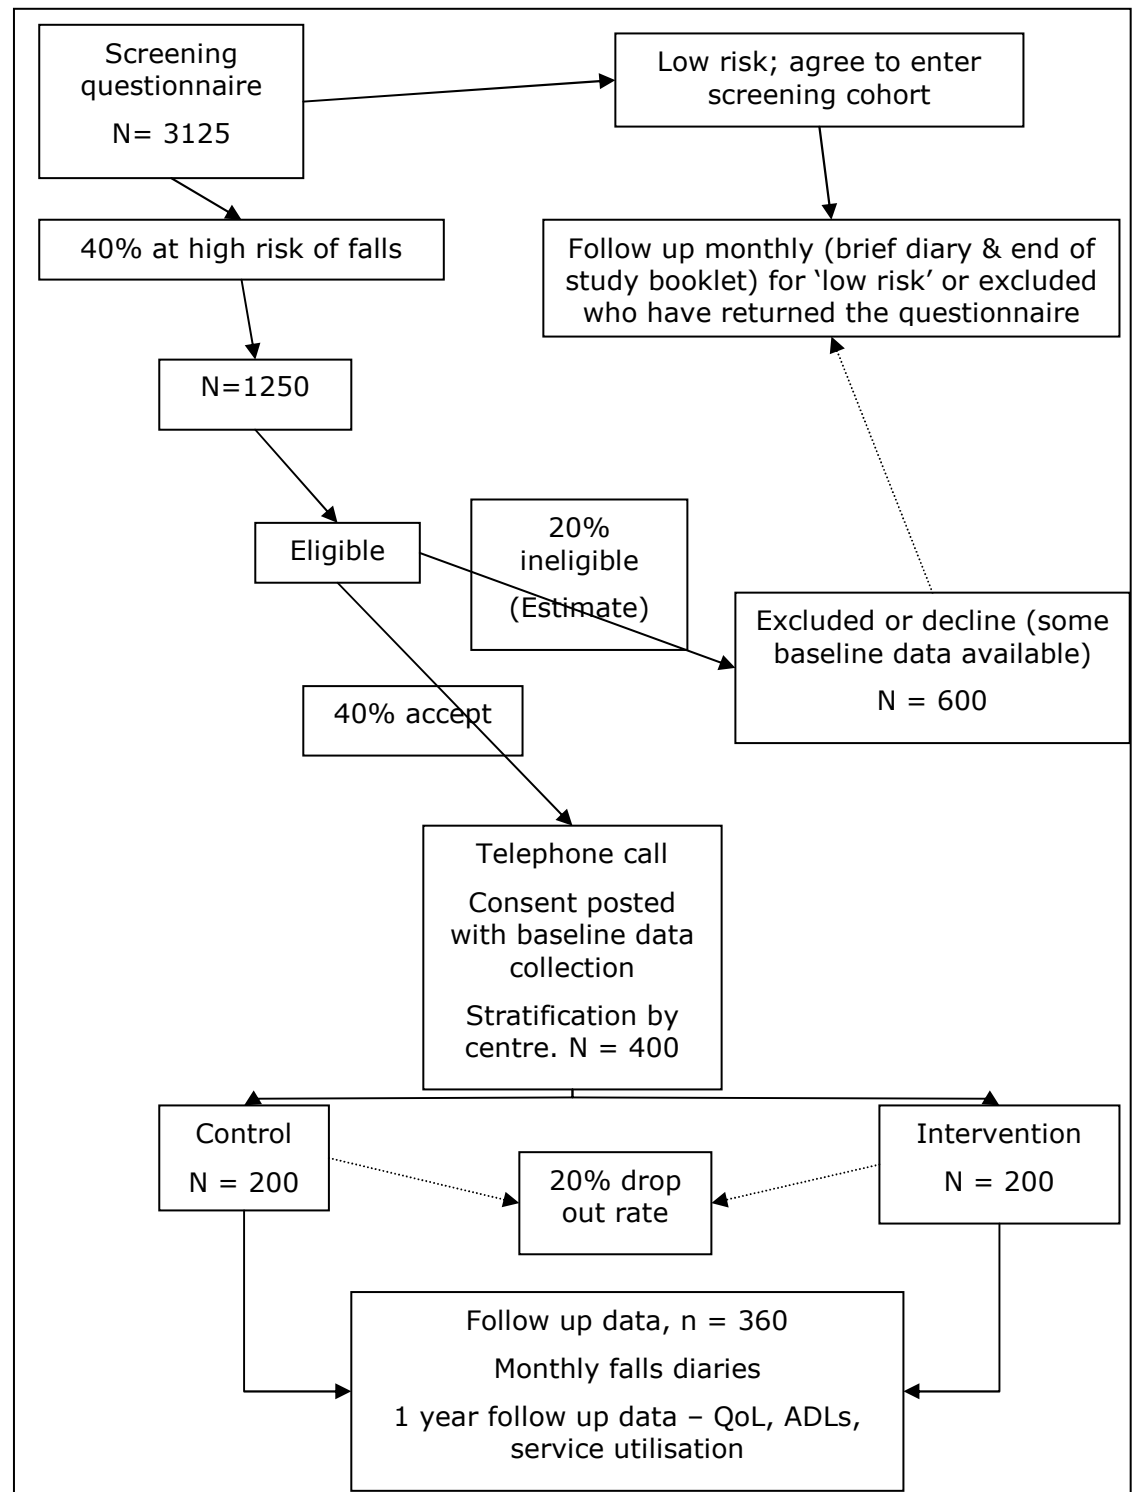 Screening
questionnaire
N= 3125
Low risk; agree to enter
screening cohort
40% at high risk of falls
Follow up monthly (brief diary & end of
study booklet) for ‘low risk’ or excluded
who have returned the questionnaire
N=1250
Eligible
20%
ineligible
(Estimate)
Excluded or decline (some
baseline data available)
N = 600
40% accept
Telephone call
Consent posted
with baseline data
collection
Stratification by
centre. N = 400
Control
N = 200
20% drop
out rate
Intervention
N = 200
Follow up data, n = 360
Monthly falls diaries
1 year follow up data – QoL, ADLs,
service utilisation